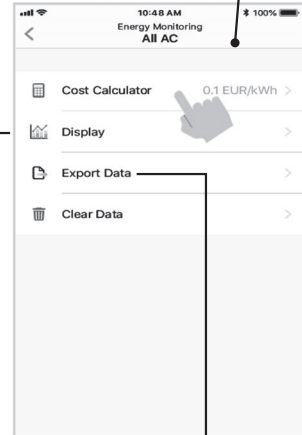 10:48 AM 100%
Energy Monitoring
All AC
Cost Calculator 0.1 EUR/kWh
Display
Export Data
Clear Data